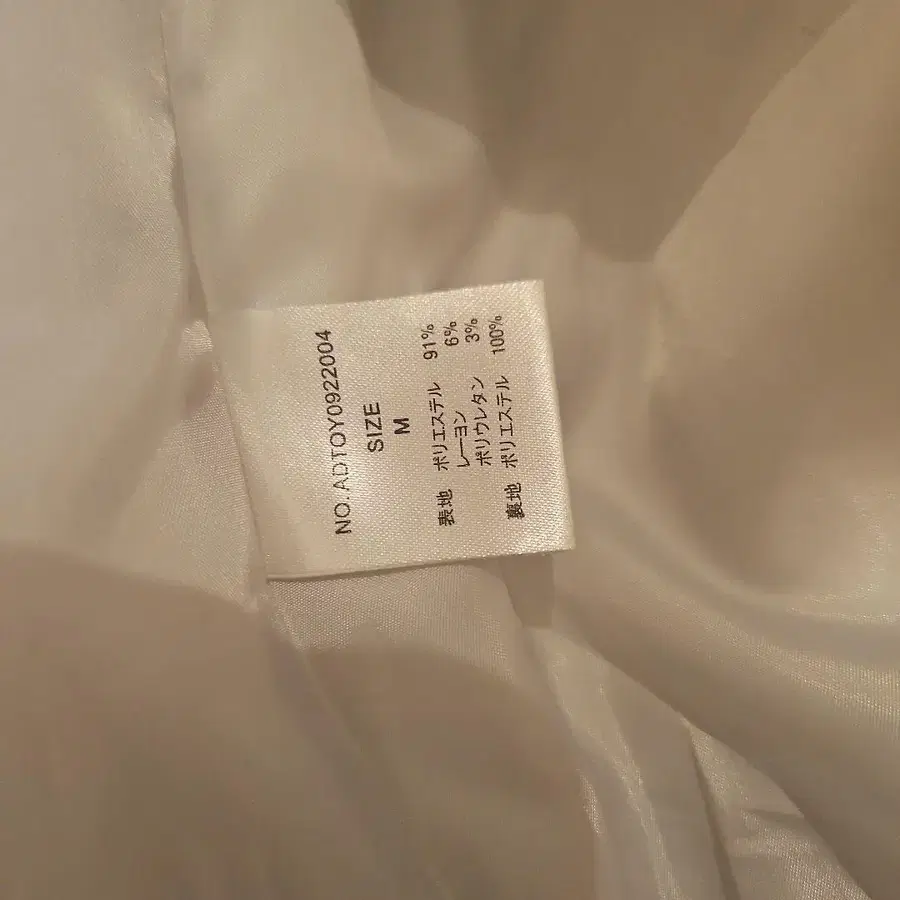 NO. ADTOY0922004
SIZE
M
表地 ポリエステル 91%
レーヨン 6%
ポリウレタン 3%
裏地 ポリエステル 100%